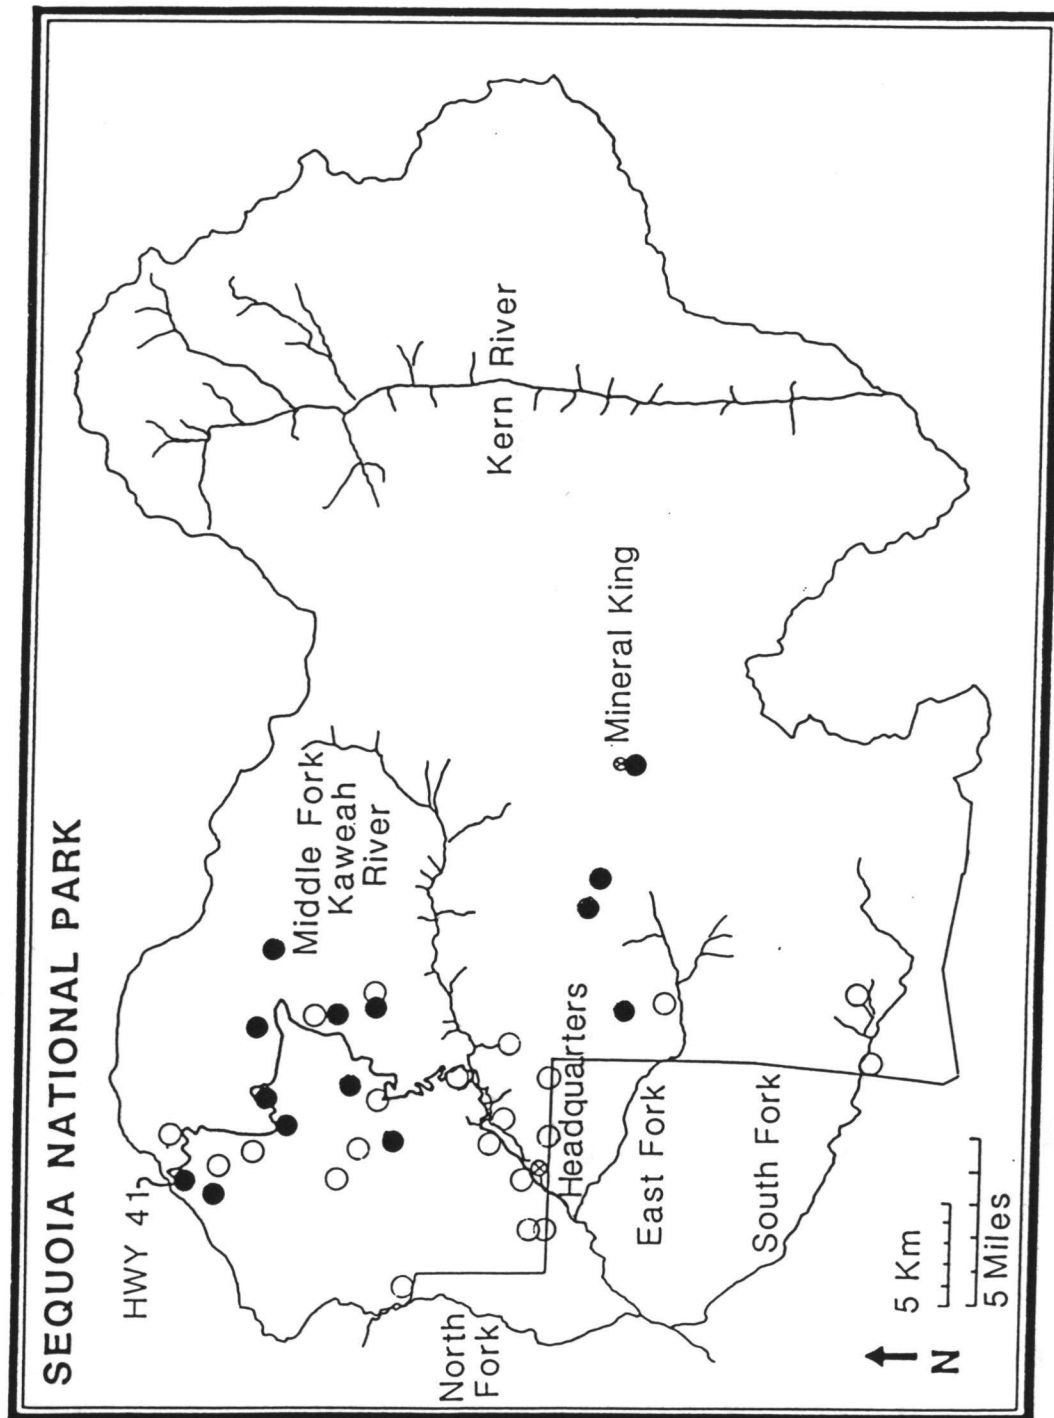 SEQUOIA NATIONAL PARK
HWY 41
Middle Fork
Kaweah
River
Kern River
North
Fork
Headquarters
Mineral King
East Fork
South Fork
N
5 Km
5 Miles